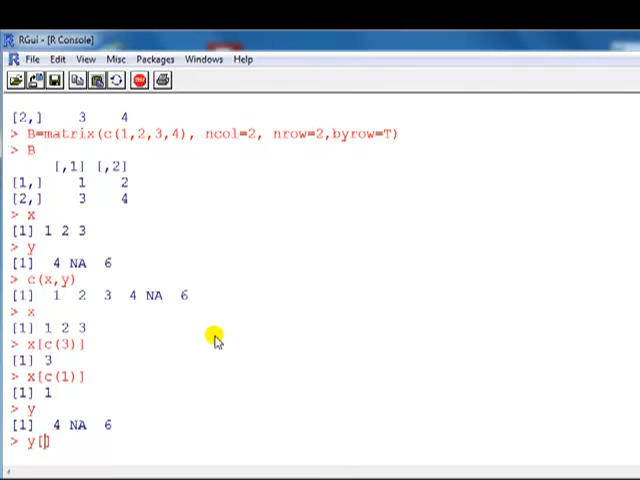 RGui - [R Console]
File Edit View Misc Packages Windows Help
[2,] 3 4
> B=matrix(c(1,2,3,4), ncol=2, nrow=2,byrow=T)
> B
[,1] [,2]
[1,] 1 2
[2,] 3 4
> x
[1] 1 2 3
> y
[1] 4 NA 6
> c(x,y)
[1] 1 2 3 4 NA 6
> x
[1] 1 2 3
> x[c(3)]
[1] 3
> x[c(1)]
[1] 1
> y
[1] 4 NA 6
> y[]